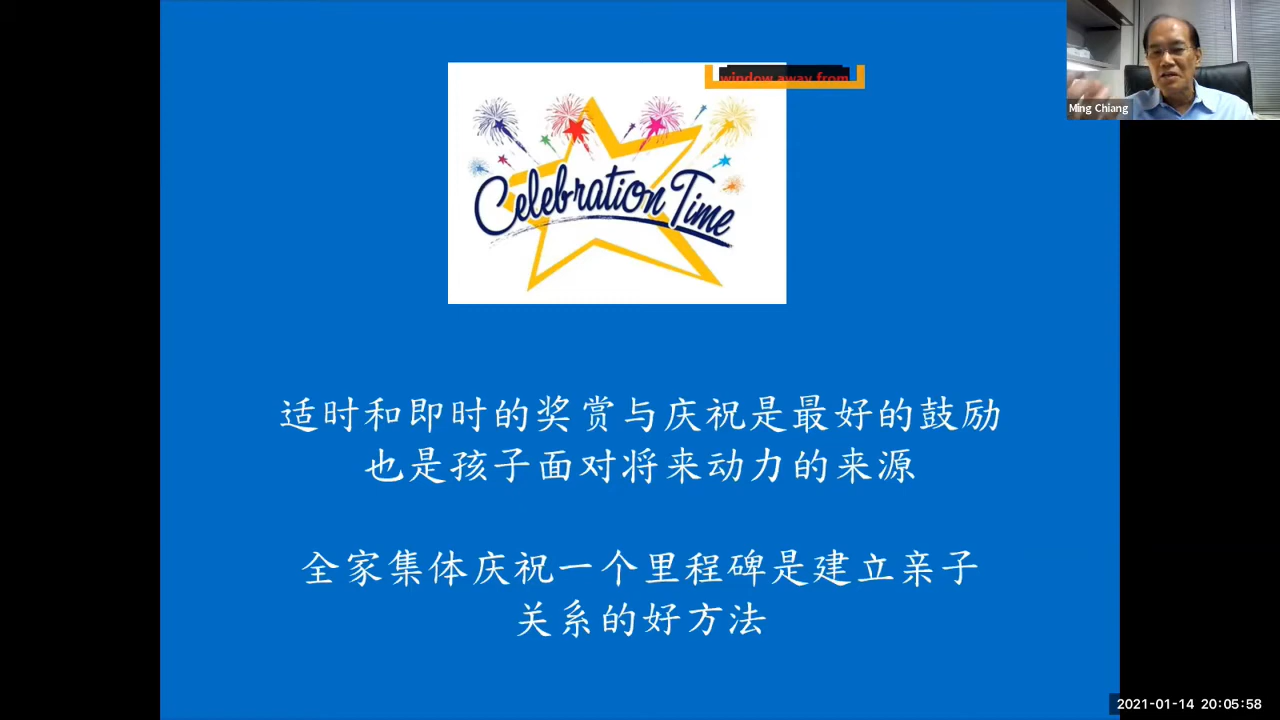 window away from
Ming Chiang
Celebration Time
适时和即时的奖赏与庆祝是最好的鼓励
也是孩子面对将来动力的来源
全家集体庆祝一个里程碑是建立亲子
关系的好方法
2021-01-14 20:05:58